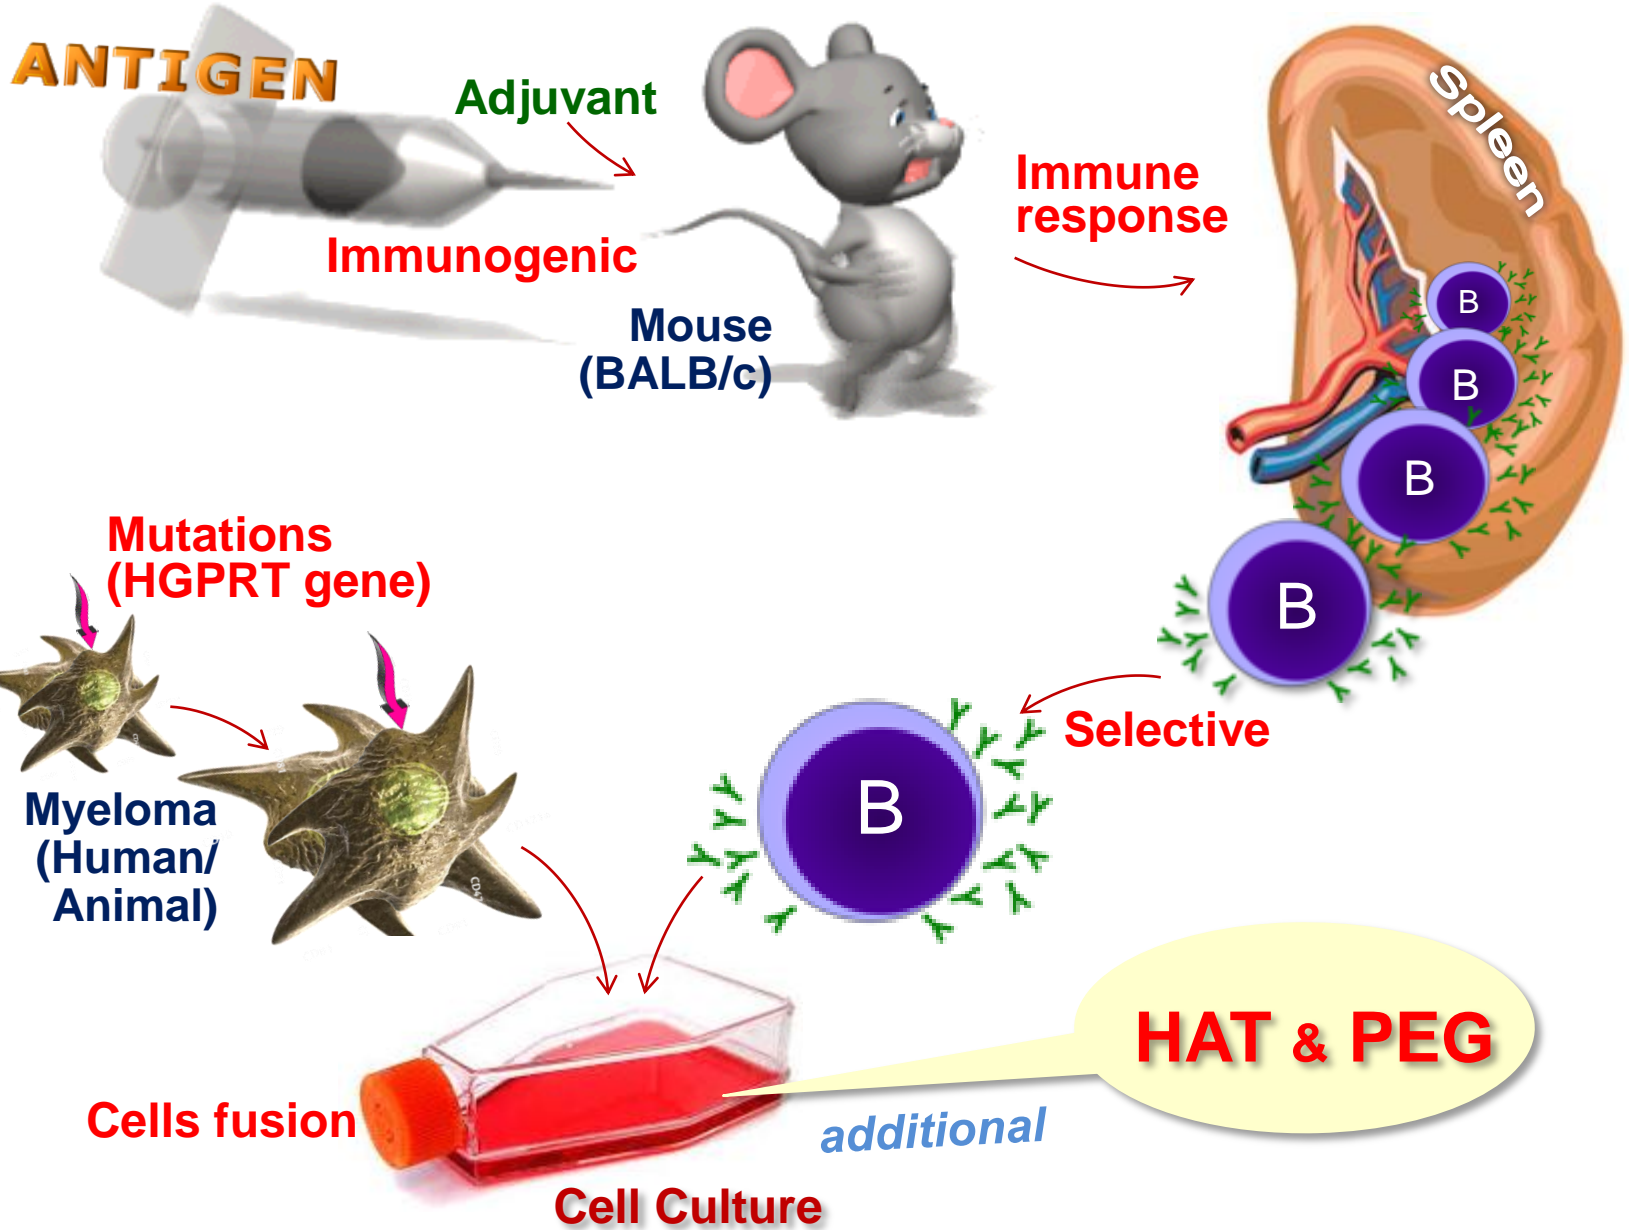 ANTIGEN
Adjuvant
Immunogenic
Mouse
(BALB/c)
Immune
response
Spleen
B
B
B
B
Selective
B
Mutations
(HGPRT gene)
Myeloma
(Human/
Animal)
Cells fusion
Cell Culture
additional
HAT & PEG